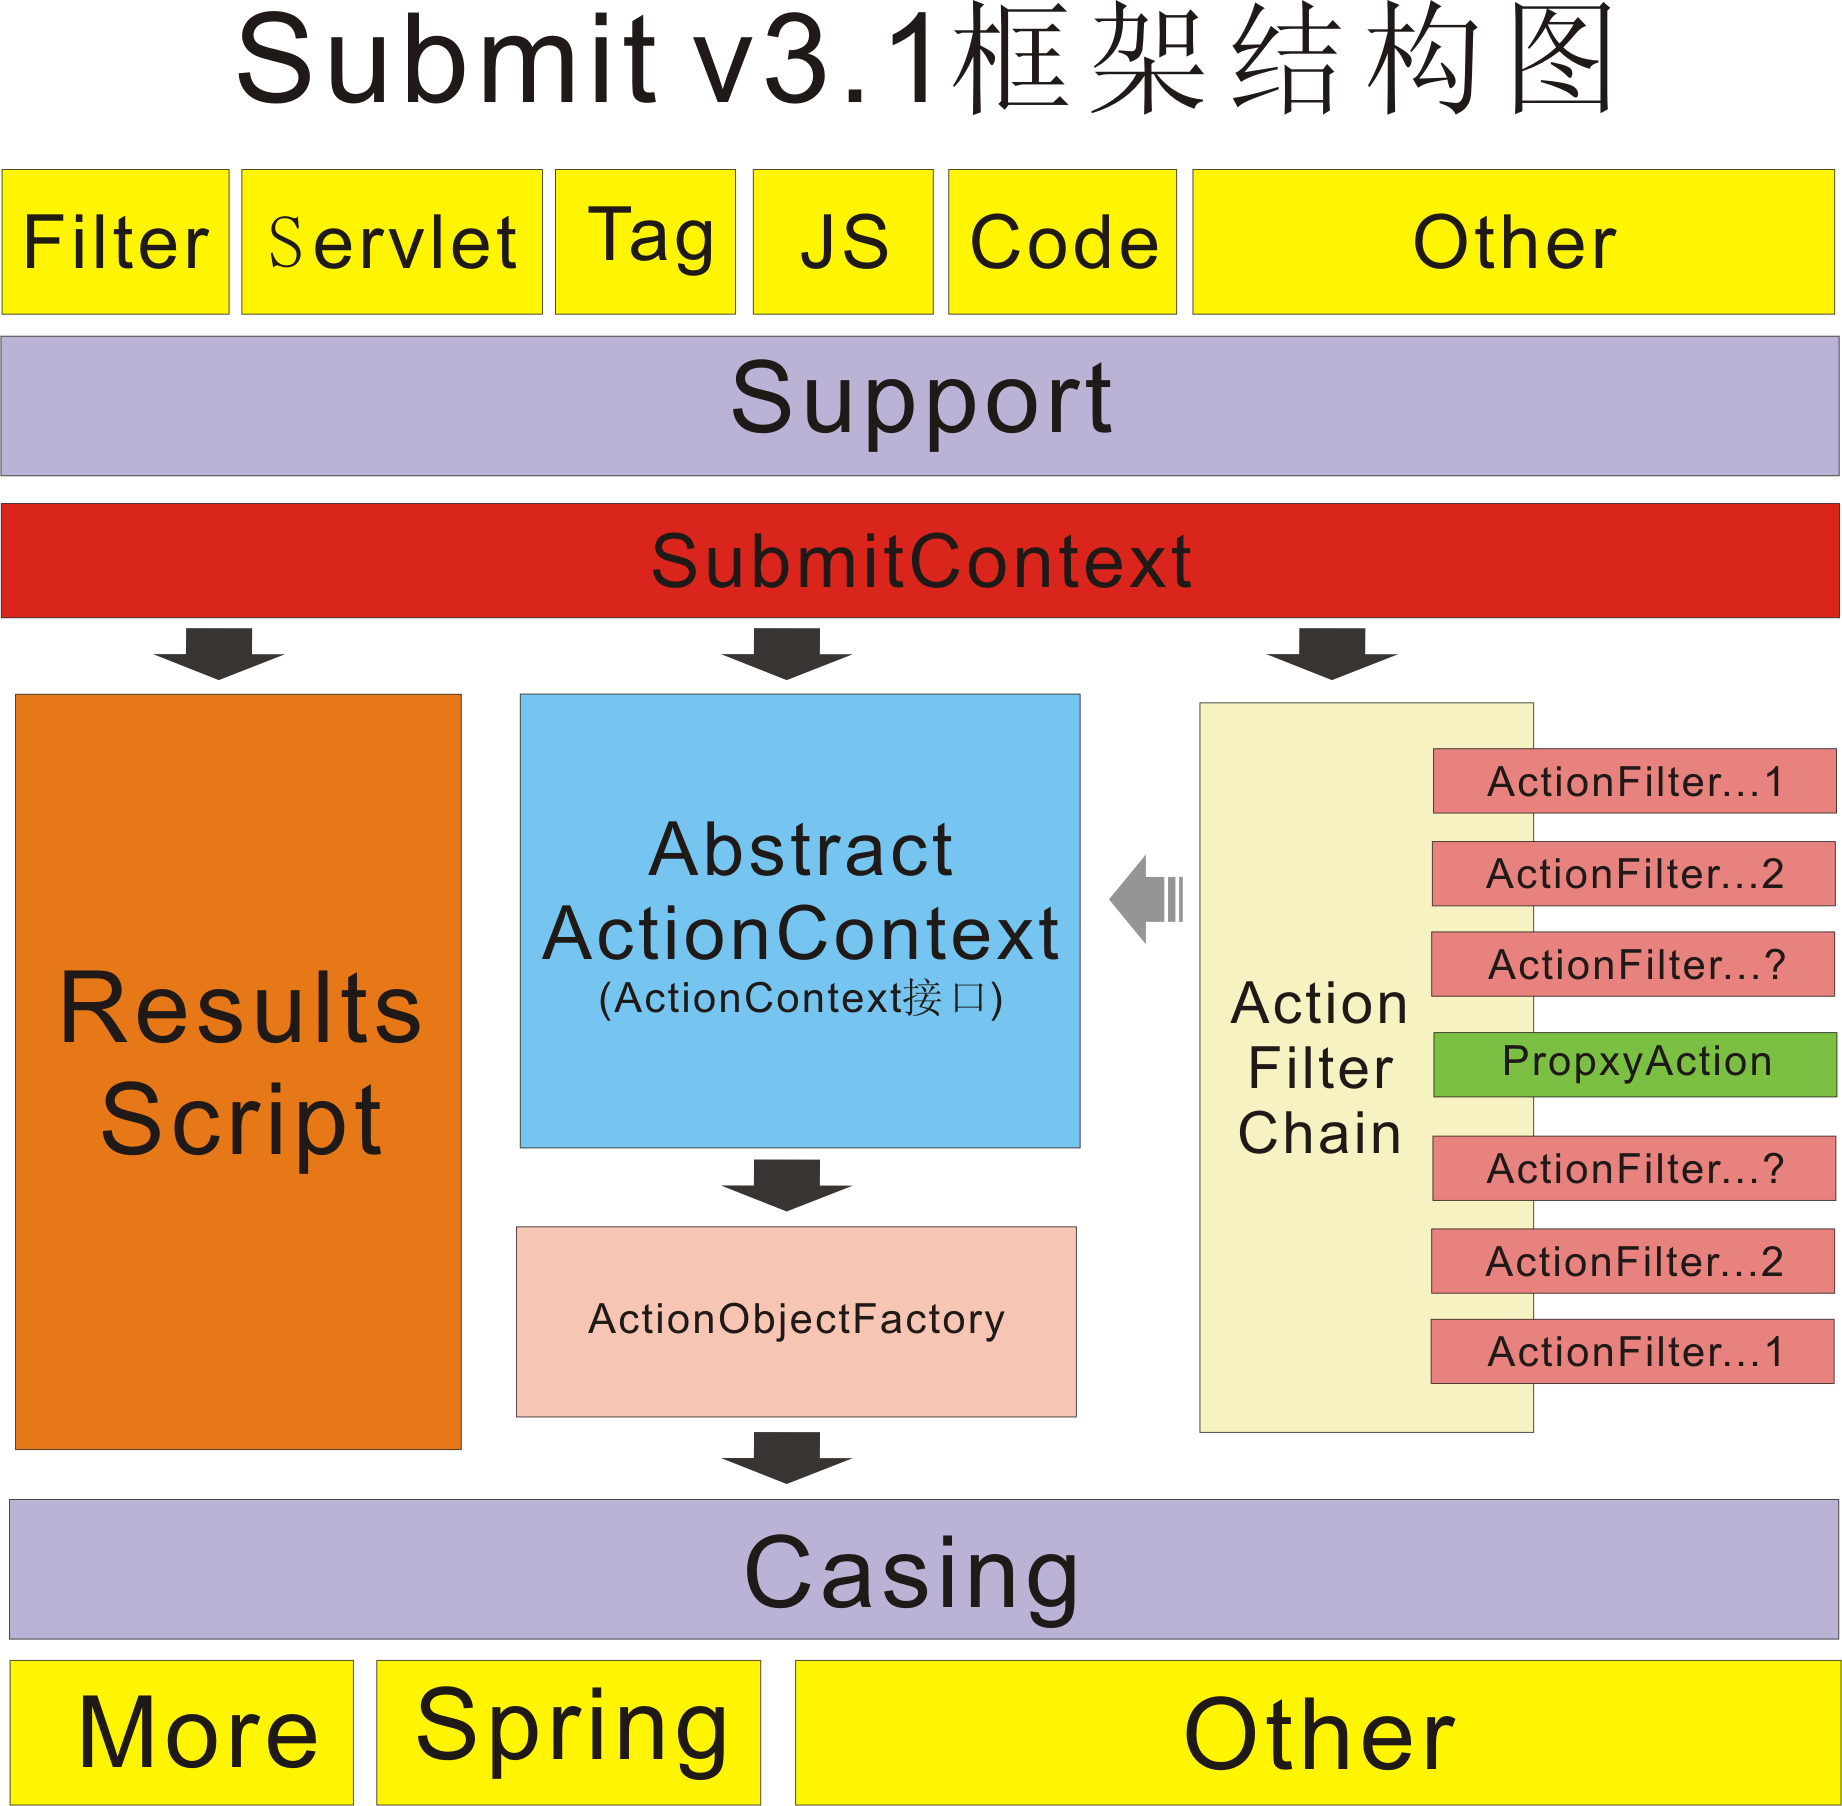 Submit v3.1框架结构图
Filter
Servlet
Tag
JS
Code
Other
Support
SubmitContext
Results
Script
Abstract
ActionContext
(ActionContext接口)
ActionObjectFactory
Action
Filter
Chain
ActionFilter...1
ActionFilter...2
ActionFilter...?
PropxyAction
ActionFilter...?
ActionFilter...2
ActionFilter...1
Casing
More
Spring
Other